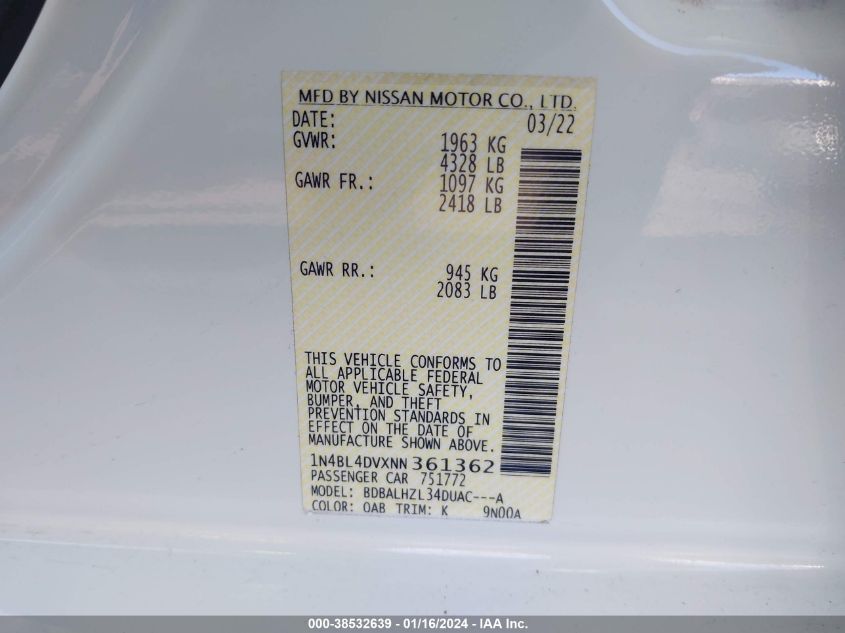 MFD BY NISSAN MOTOR CO., LTD.
DATE: 03/22
GVWR: 1963 KG
4328 LB
GAWR FR.: 1097 KG
2418 LB
GAWR RR.: 945 KG
2083 LB
THIS VEHICLE CONFORMS TO
ALL APPLICABLE FEDERAL
MOTOR VEHICLE SAFETY,
BUMPER, AND THEFT
PREVENTION STANDARDS IN
EFFECT ON THE DATE OF
MANUFACTURE SHOWN ABOVE.
1N4BL4DVXNN361362
PASSENGER CAR 751772
MODEL: BDBALHZL34DUAC---A
COLOR: QAB TRIM: K 9N00A
000-38532639 - 01/16/2024 - IAA Inc.